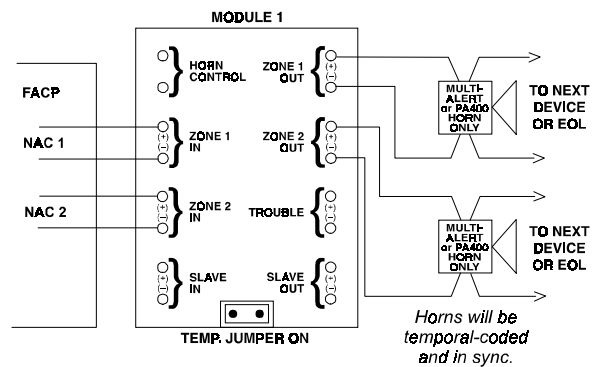 MODULE 1
FACP
NAC 1
NAC 2
HORN
CONTROL
ZONE 1
IN
ZONE 2
IN
SLAVE
IN
ZONE 1
OUT
ZONE 2
OUT
TROUBLE
SLAVE
OUT
(+)
(−)
(+)
(−)
(+)
(−)
(+)
(−)
(+)
(−)
(+)
(−)
(+)
(−)
TEMP. JUMPER ON
MULTI-
ALERT
or PA400
HORN
ONLY
TO NEXT
DEVICE
OR EOL
MULTI-
ALERT
or PA400
HORN
ONLY
TO NEXT
DEVICE
OR EOL
Horns will be
temporal-coded
and in sync.